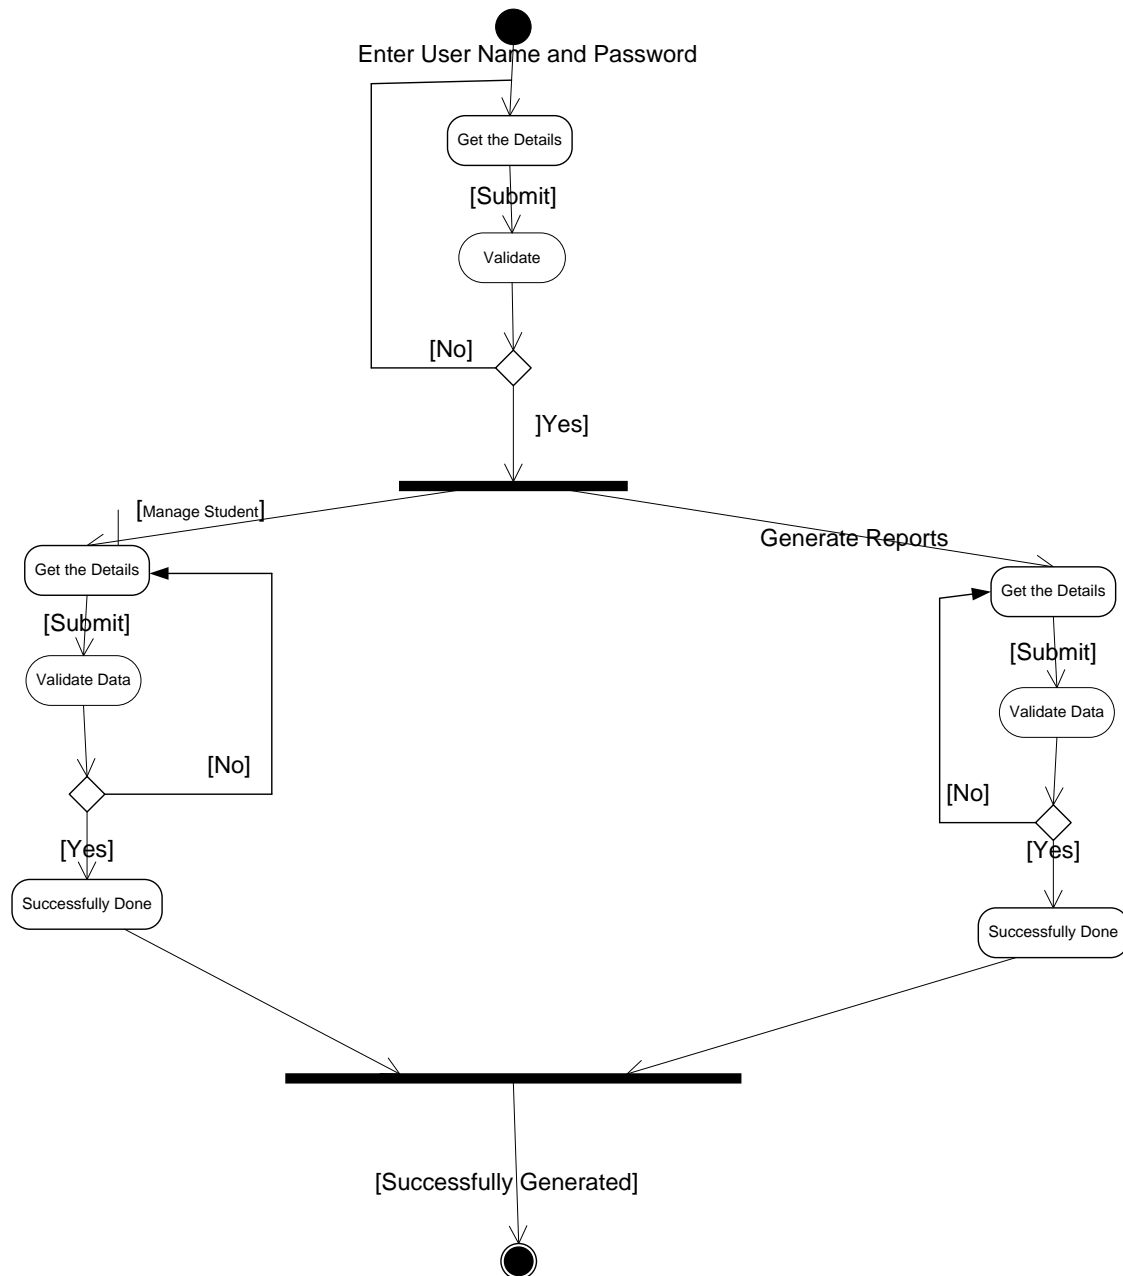 Enter User Name and Password
Get the Details
[Submit]
Validate
[No]
]Yes]
[Manage Student]
Generate Reports
Get the Details
Get the Details
[Submit]
[Submit]
Validate Data
Validate Data
[No]
[No]
[Yes]
[Yes]
Successfully Done
Successfully Done
[Successfully Generated]